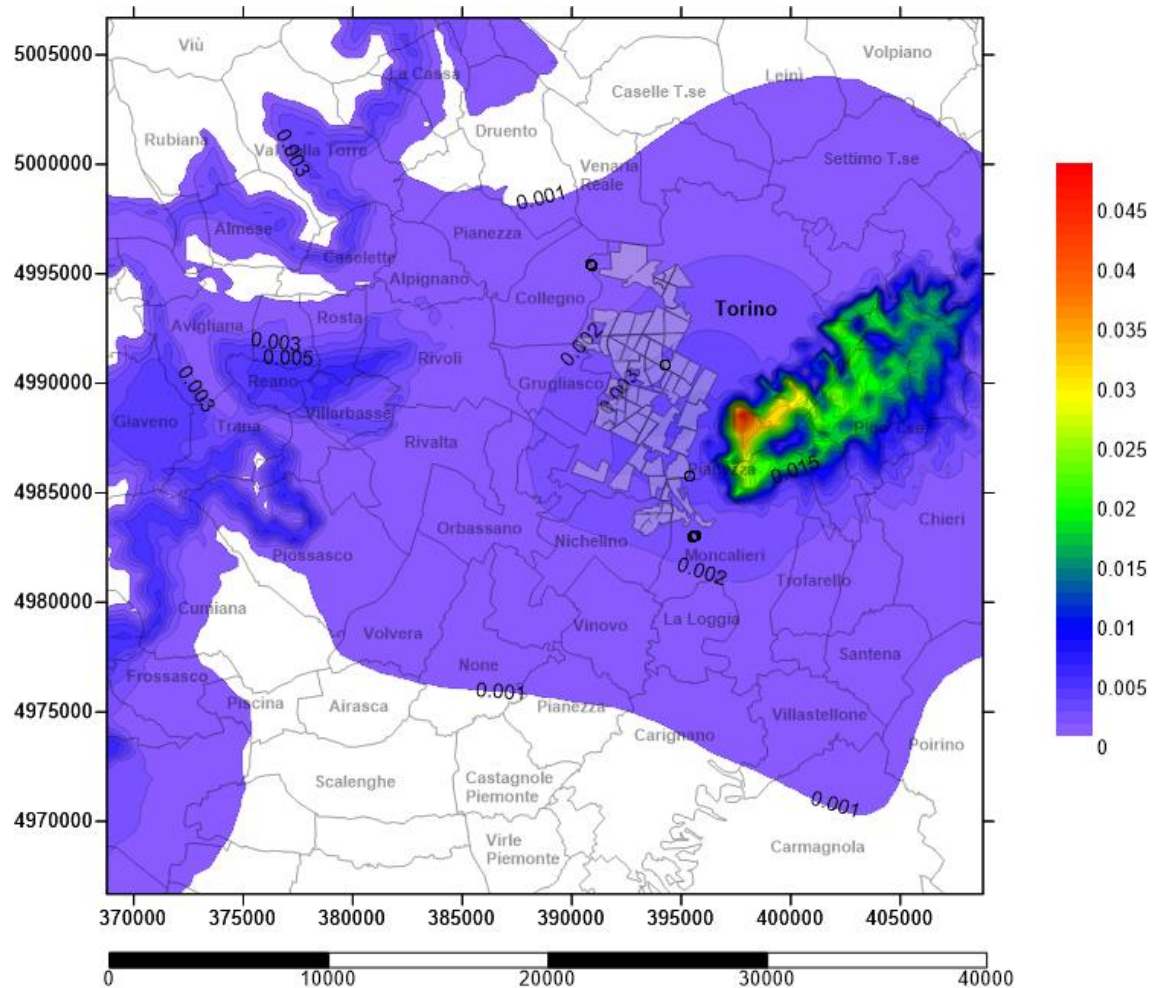 5005000
5000000
4995000
4990000
4985000
4980000
4975000
4970000
Viù
La Cassa
Volpiano
Leinì
Caselle T.se
Rubiana
Druento
0.003
Venaria
Reale
Settimo T.se
0.001
Almese
Pianezza
Caselette
Alpignano
Collegno
Torino
Avigliana
Rosta
0.003
0.005
0.002
Rivoli
Reano
0.003
Grugliasco
0.003
Giaveno
Trana
Villarbasse
Rivalta
0.015
Orbassano
Nichelino
Chieri
Piossasco
Moncalieri
0.002
Trofarello
Cumiana
Volvera
Vinovo
La Loggia
None
Santena
Frossasco
0.001
Piscina
Airasca
Pianezza
Carignano
Villastellone
Poirino
Scalenghe
Castagnole
Piemonte
0.001
Virle
Piemonte
Carmagnola
370000
375000
380000
385000
390000
395000
400000
405000
0
10000
20000
30000
40000
0.045
0.04
0.035
0.03
0.025
0.02
0.015
0.01
0.005
0